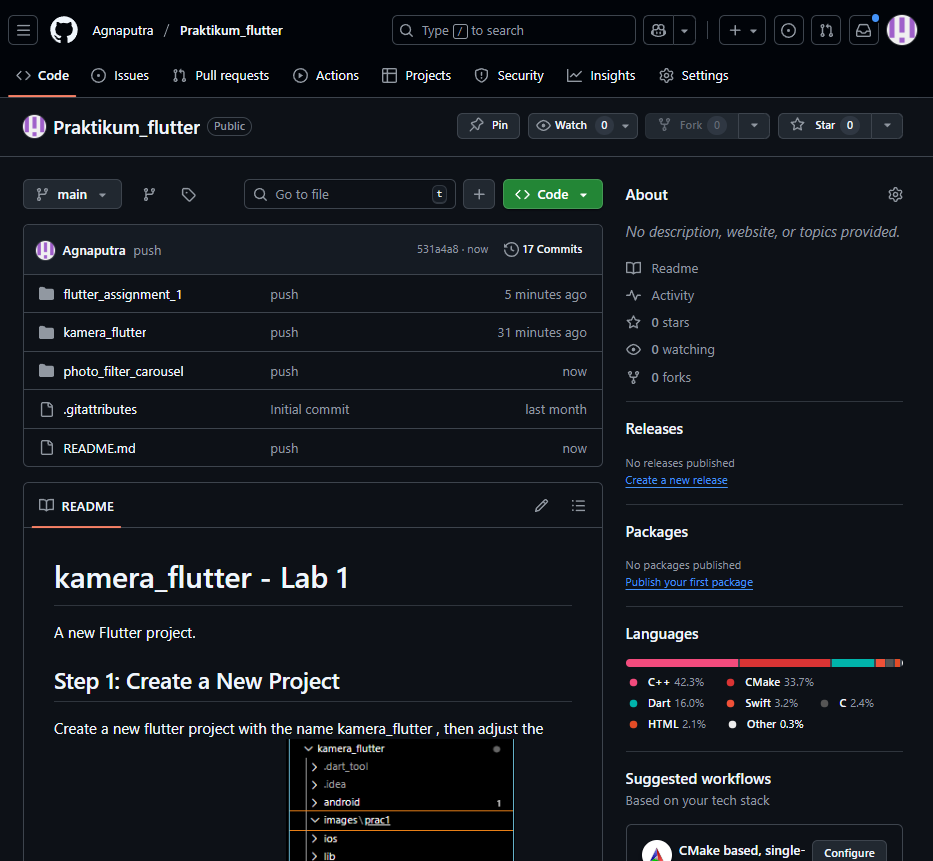 Agnaputra / Praktikum_flutter
Type / to search
Code Issues Pull requests Actions Projects Security Insights Settings
Praktikum_flutter Public
Pin Watch 0 Fork 0 Star 0
main Go to file t Code
Agnaputra push 531a4a8 · now 17 Commits
flutter_assignment_1 push 5 minutes ago
kamera_flutter push 31 minutes ago
photo_filter_carousel push now
.gitattributes Initial commit last month
README.md push now
README
kamera_flutter - Lab 1
A new Flutter project.
Step 1: Create a New Project
Create a new flutter project with the name kamera_flutter , then adjust the
kamera_flutter
.dart_tool
.idea
android 1
images\prac1
ios
lib
About
No description, website, or topics provided.
Readme
Activity
0 stars
0 watching
0 forks
Releases
No releases published
Create a new release
Packages
No packages published
Publish your first package
Languages
C++ 42.3% CMake 33.7%
Dart 16.0% Swift 3.2% C 2.4%
HTML 2.1% Other 0.3%
Suggested workflows
Based on your tech stack
CMake based, single- Configure